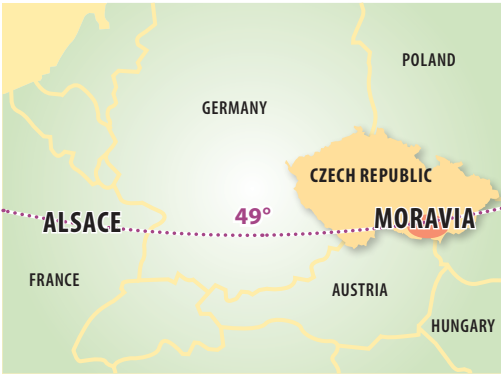 POLAND
GERMANY
CZECH REPUBLIC
ALSACE
49°
MORAVIA
FRANCE
AUSTRIA
HUNGARY